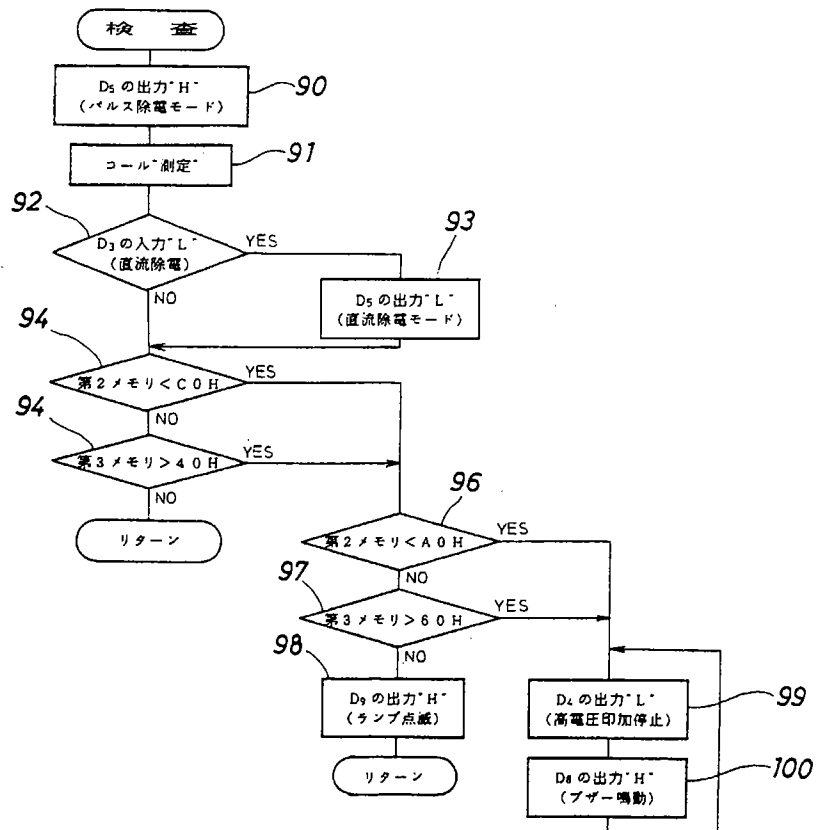 検 査
D₅の出力"H"
(パルス除電モード)
90
コール"測定"
91
92
D₃の入力"L"
(直流除電)
YES
NO
93
D₅の出力"L"
(直流除電モード)
94
第2メモリ<C0H
YES
NO
94
第3メモリ>40H
YES
NO
リターン
96
第2メモリ<A0H
YES
NO
97
第3メモリ>60H
YES
NO
98
D₉の出力"H"
(ランプ点滅)
リターン
D₄の出力"L"
(高電圧印加停止)
99
D₈の出力"H"
(ブザー鳴動)
100